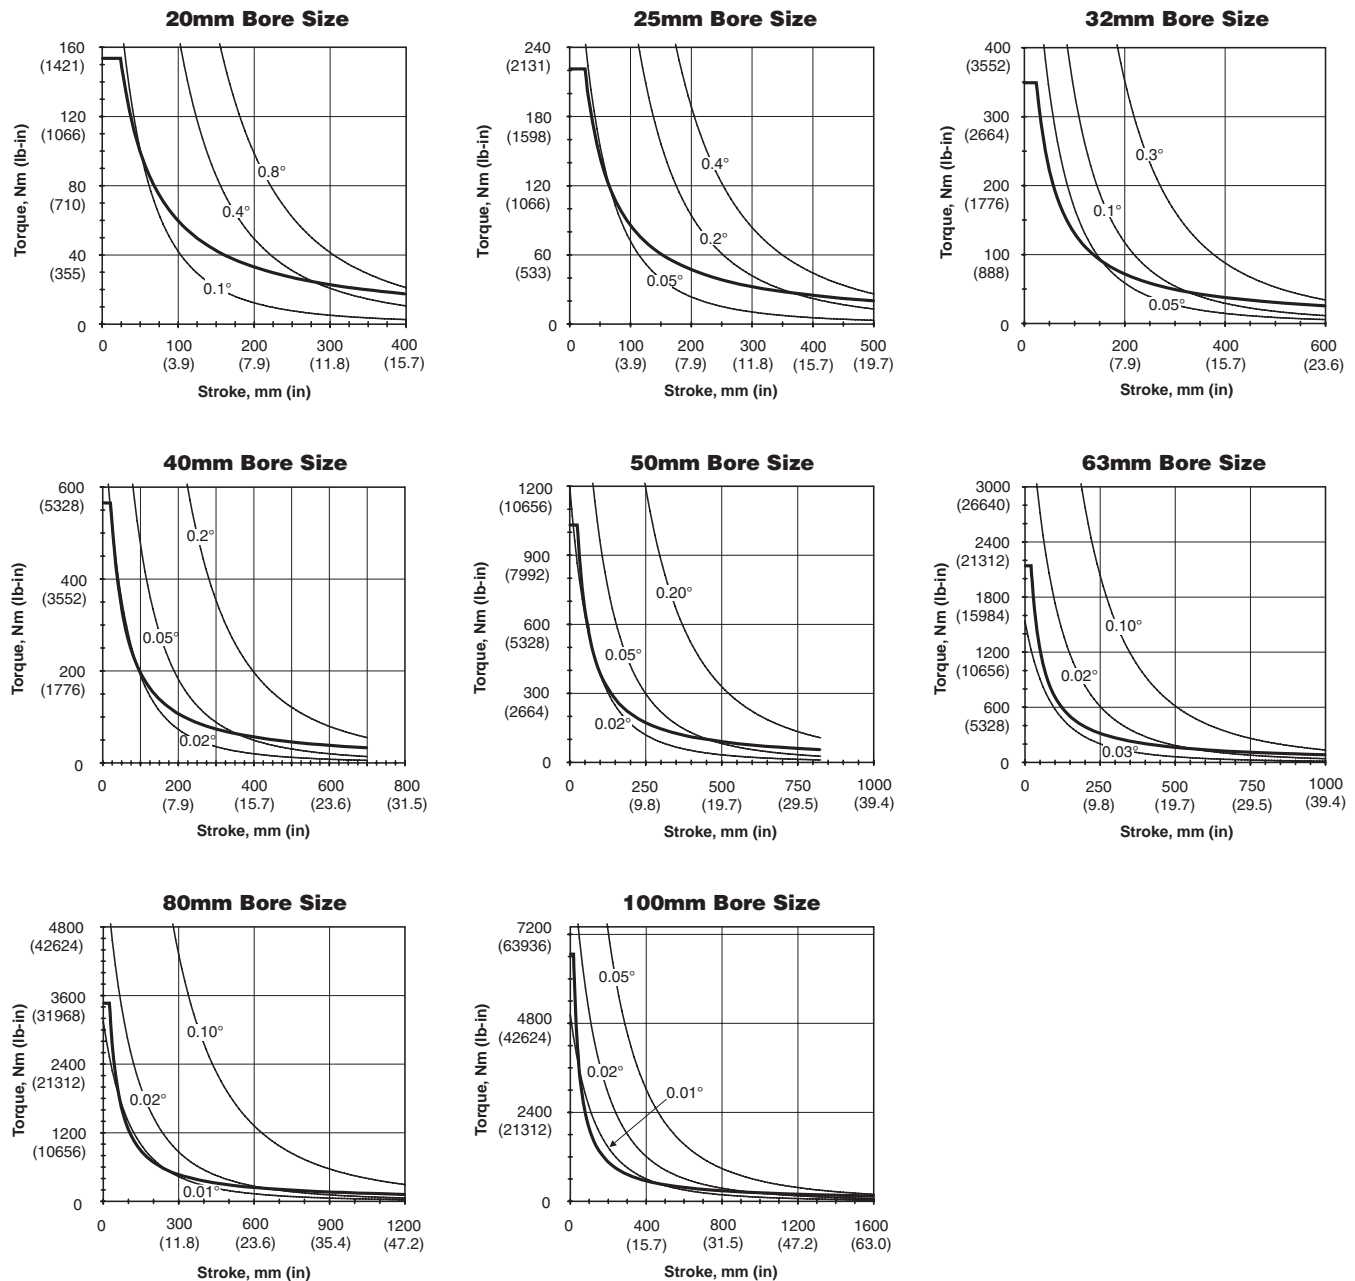 20mm Bore Size
Torque, Nm (lb-in)
160
(1421)
120
(1066)
80
(710)
40
(355)
0
0.8°
0.4°
0.1°
0 100 200 300 400
(3.9) (7.9) (11.8) (15.7)
Stroke, mm (in)
25mm Bore Size
Torque, Nm (lb-in)
240
(2131)
180
(1598)
120
(1066)
60
(533)
0
0.4°
0.2°
0.05°
0 100 200 300 400 500
(3.9) (7.9) (11.8) (15.7) (19.7)
Stroke, mm (in)
32mm Bore Size
Torque, Nm (lb-in)
400
(3552)
300
(2664)
200
(1776)
100
(888)
0
0.3°
0.1°
0.05°
0 200 400 600
(7.9) (15.7) (23.6)
Stroke, mm (in)
40mm Bore Size
Torque, Nm (lb-in)
600
(5328)
400
(3552)
200
(1776)
0
0.2°
0.05°
0.02°
0 200 400 600 800
(7.9) (15.7) (23.6) (31.5)
Stroke, mm (in)
50mm Bore Size
Torque, Nm (lb-in)
1200
(10656)
900
(7992)
600
(5328)
300
(2664)
0
0.20°
0.05°
0.02°
0 250 500 750 1000
(9.8) (19.7) (29.5) (39.4)
Stroke, mm (in)
63mm Bore Size
Torque, Nm (lb-in)
3000
(26640)
2400
(21312)
1800
(15984)
1200
(10656)
600
(5328)
0
0.10°
0.02°
0.03°
0 250 500 750 1000
(9.8) (19.7) (29.5) (39.4)
Stroke, mm (in)
80mm Bore Size
Torque, Nm (lb-in)
4800
(42624)
3600
(31968)
2400
(21312)
1200
(10656)
0
0.10°
0.02°
0.01°
0 300 600 900 1200
(11.8) (23.6) (35.4) (47.2)
Stroke, mm (in)
100mm Bore Size
Torque, Nm (lb-in)
7200
(63936)
4800
(42624)
2400
(21312)
0
0.05°
0.02°
0.01°
0 400 800 1200 1600
(15.7) (31.5) (47.2) (63.0)
Stroke, mm (in)